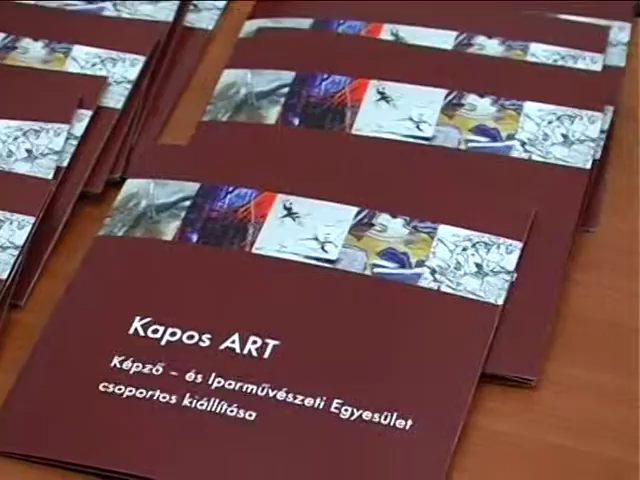 Kapos ART
Képző – és Iparművészeti Egyesület
csoportos kiállítása